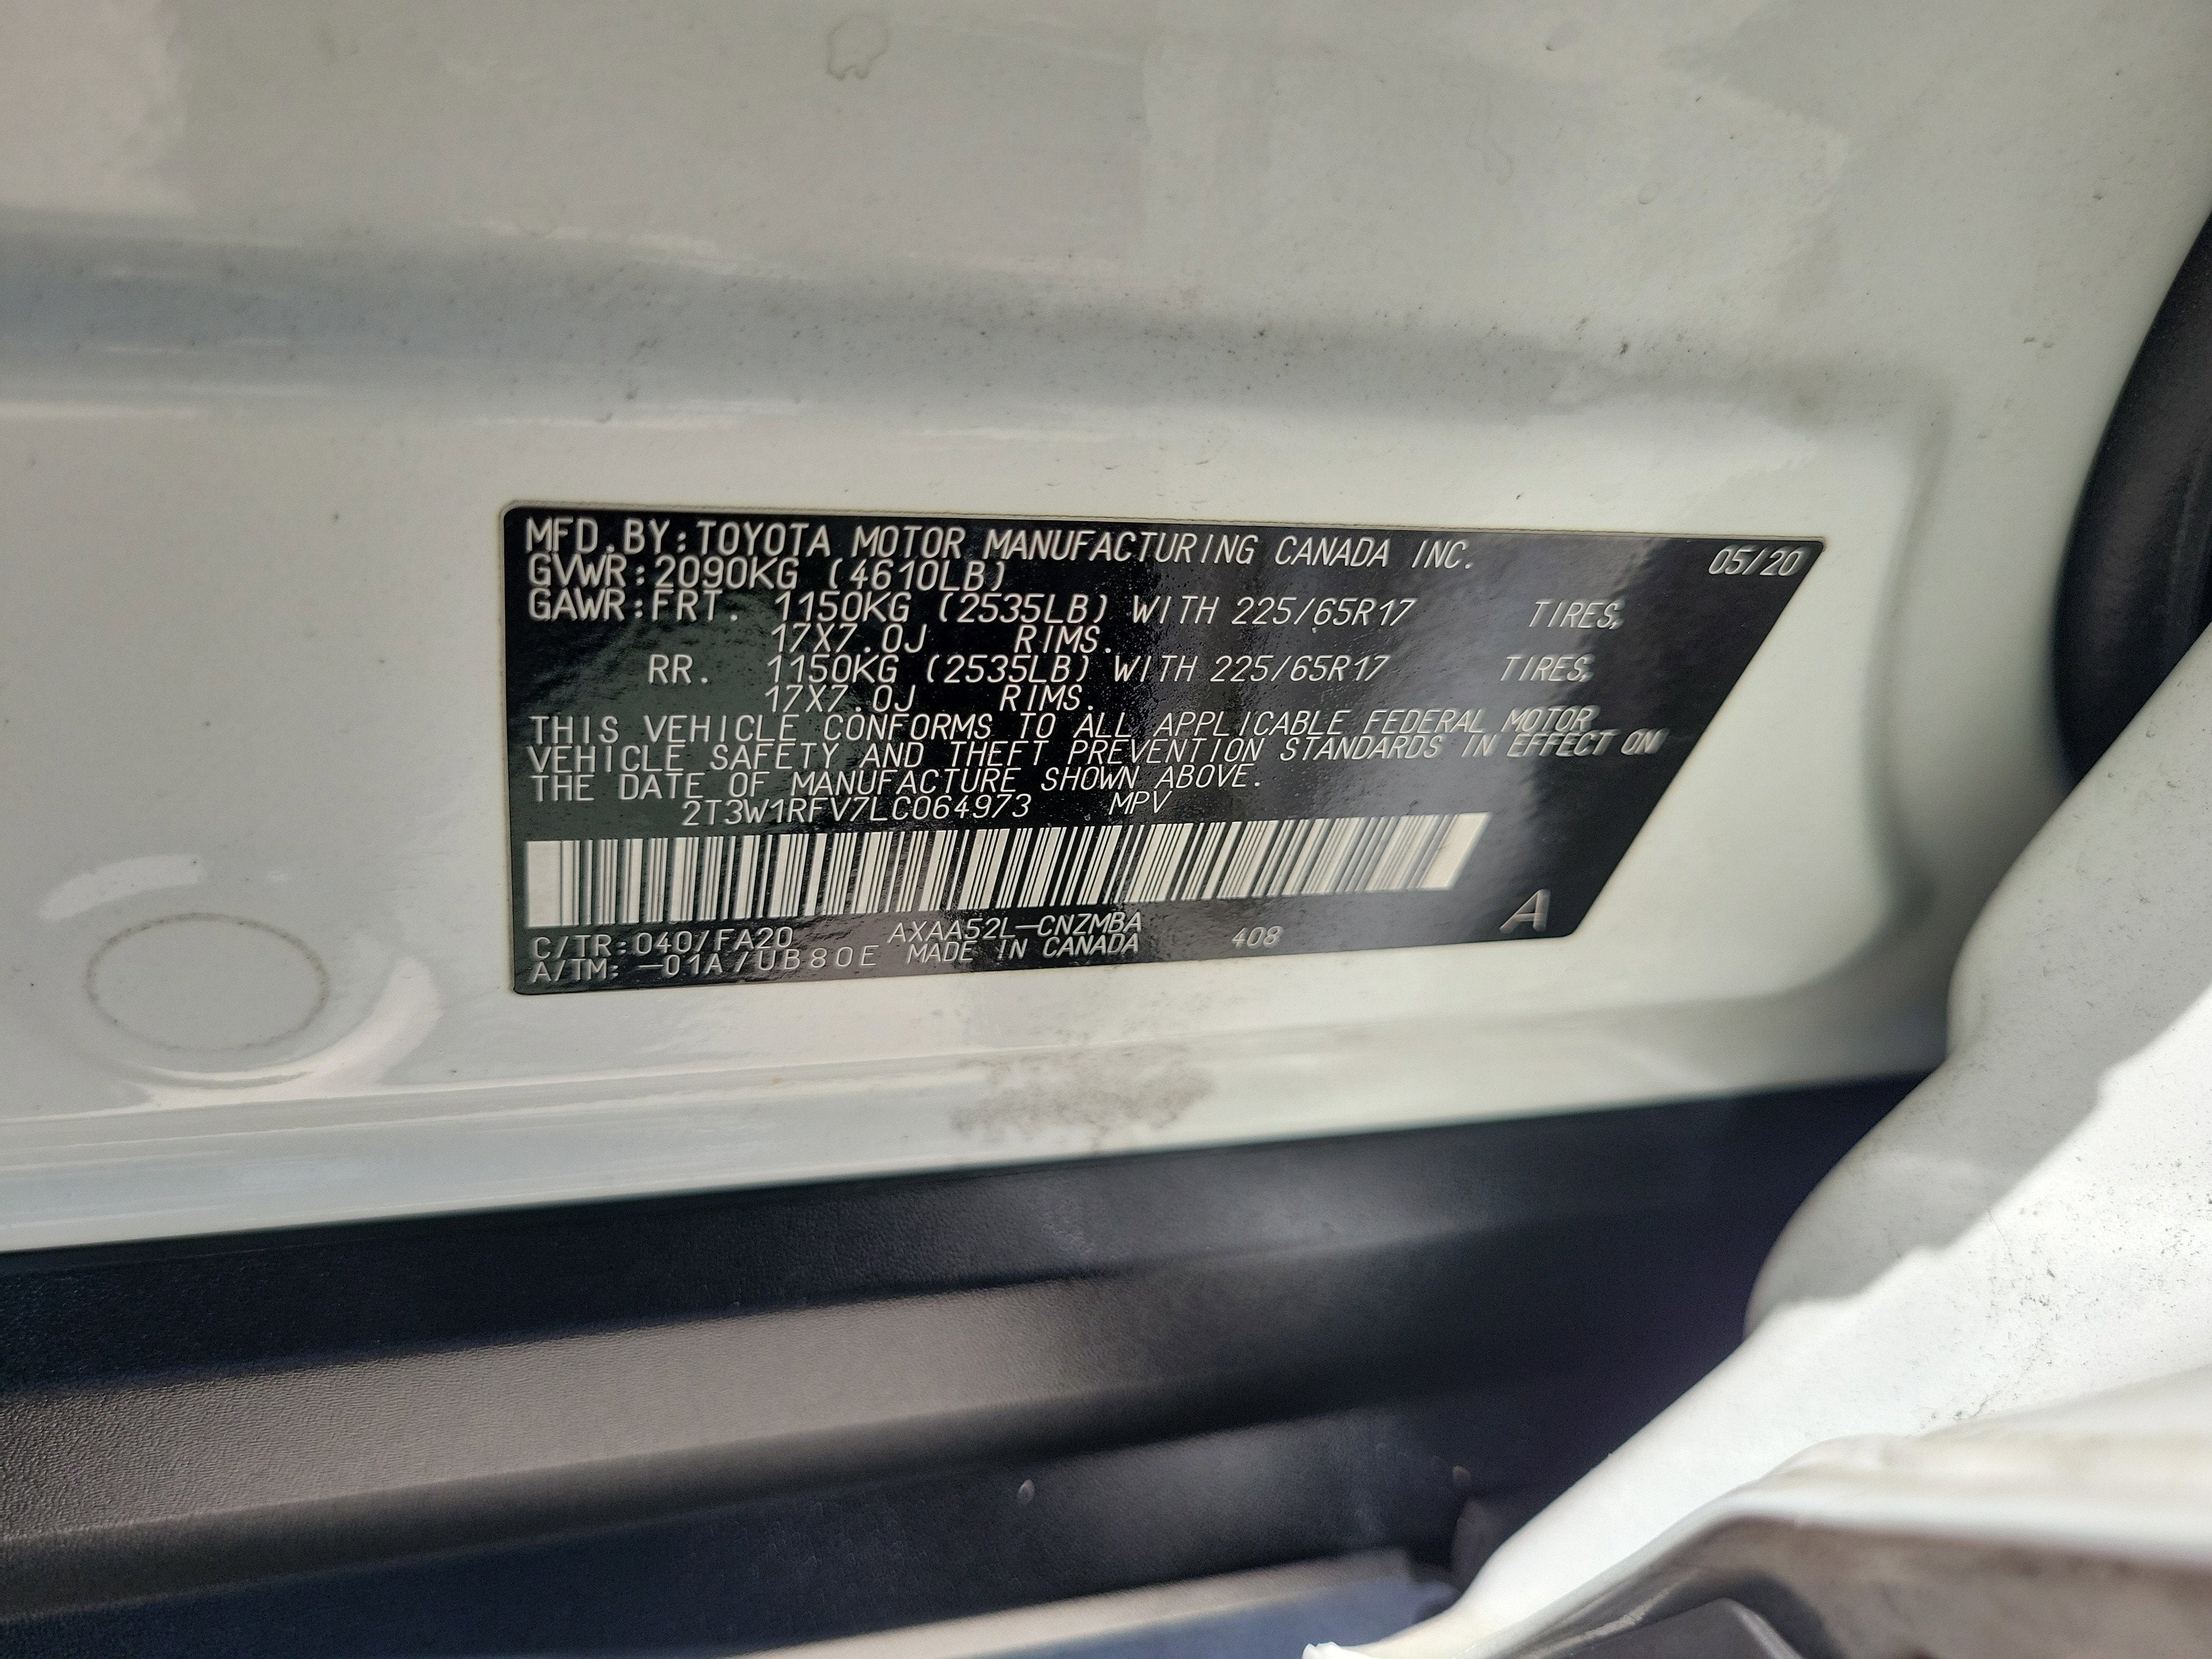 MFD.BY:TOYOTA MOTOR MANUFACTURING CANADA INC. 05/20
GVWR:2090KG (4610LB)
GAWR:FRT. 1150KG (2535LB) WITH 225/65R17 TIRES,
17X7.0J RIMS.
RR. 1150KG (2535LB) WITH 225/65R17 TIRES,
17X7.0J RIMS.
THIS VEHICLE CONFORMS TO ALL APPLICABLE FEDERAL MOTOR
VEHICLE SAFETY AND THEFT PREVENTION STANDARDS IN EFFECT ON
THE DATE OF MANUFACTURE SHOWN ABOVE.
2T3W1RFV7LC064973 MPV
A
C/TR:040/FA20 AXAA52L-CNZMBA
A/TM:-01A/UB80E MADE IN CANADA 408